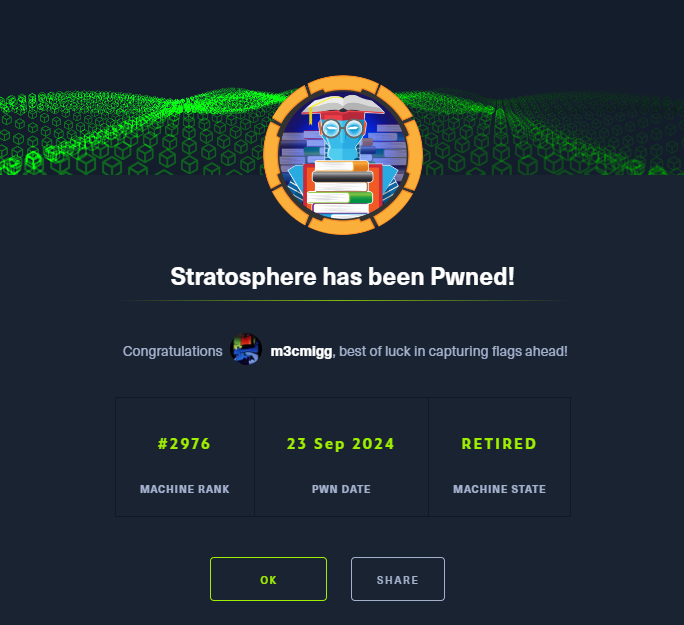 Stratosphere has been Pwned!
Congratulations m3cmigg, best of luck in capturing flags ahead!
#2976 23 Sep 2024 RETIRED
MACHINE RANK PWN DATE MACHINE STATE
OK SHARE